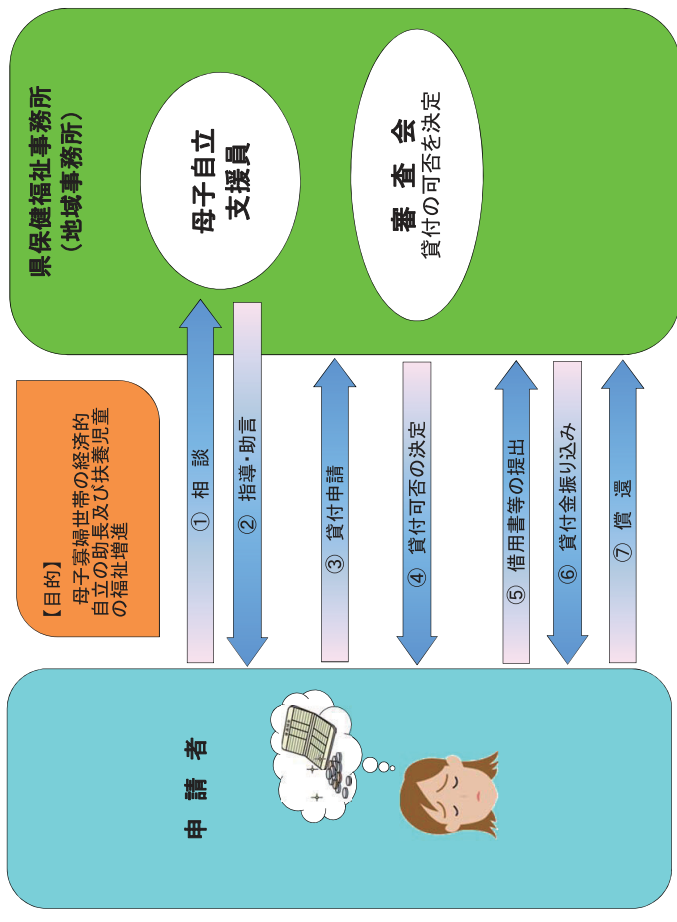 【目的】
母子寡婦世帯の経済的
自立の助長及び扶養児童
の福祉増進
申請者
県保健福祉事務所
(地域事務所)
母子自立
支援員
審査会
貸付の可否を決定
① 相談
② 指導・助言
③ 貸付申請
④ 貸付可否の決定
⑤ 借用書等の提出
⑥ 貸付金振り込み
⑦ 償還